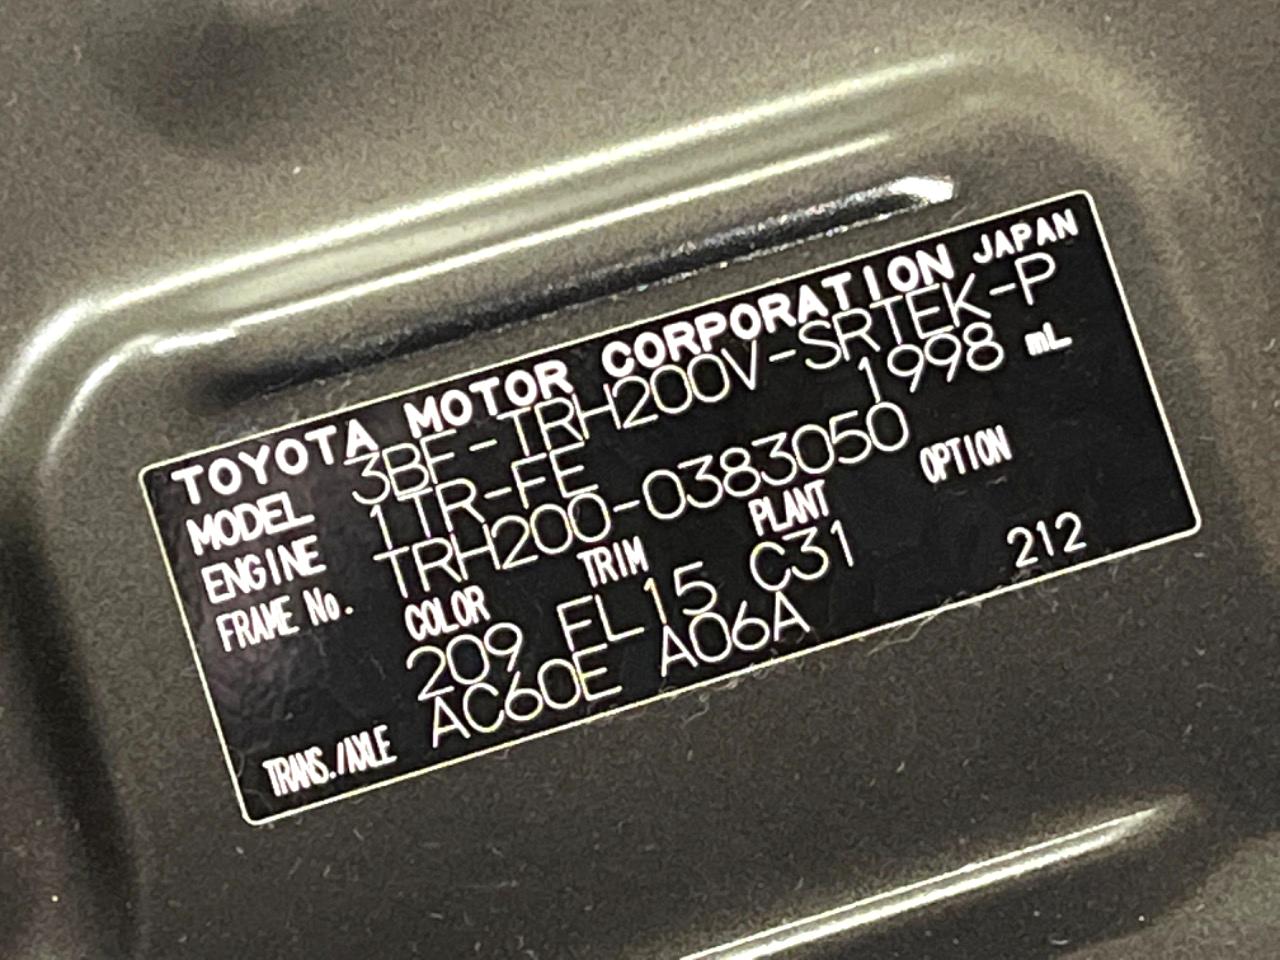 TOYOTA MOTOR CORPORATION JAPAN
MODEL 3BF-TRH200V-SRTEK-P
ENGINE 1TR-FE 1998 mL
FRAME No. TRH200-0383050
COLOR TRIM PLANT OPTION
209 FL15 C31 212
TRANS./AXLE AC60E A06A